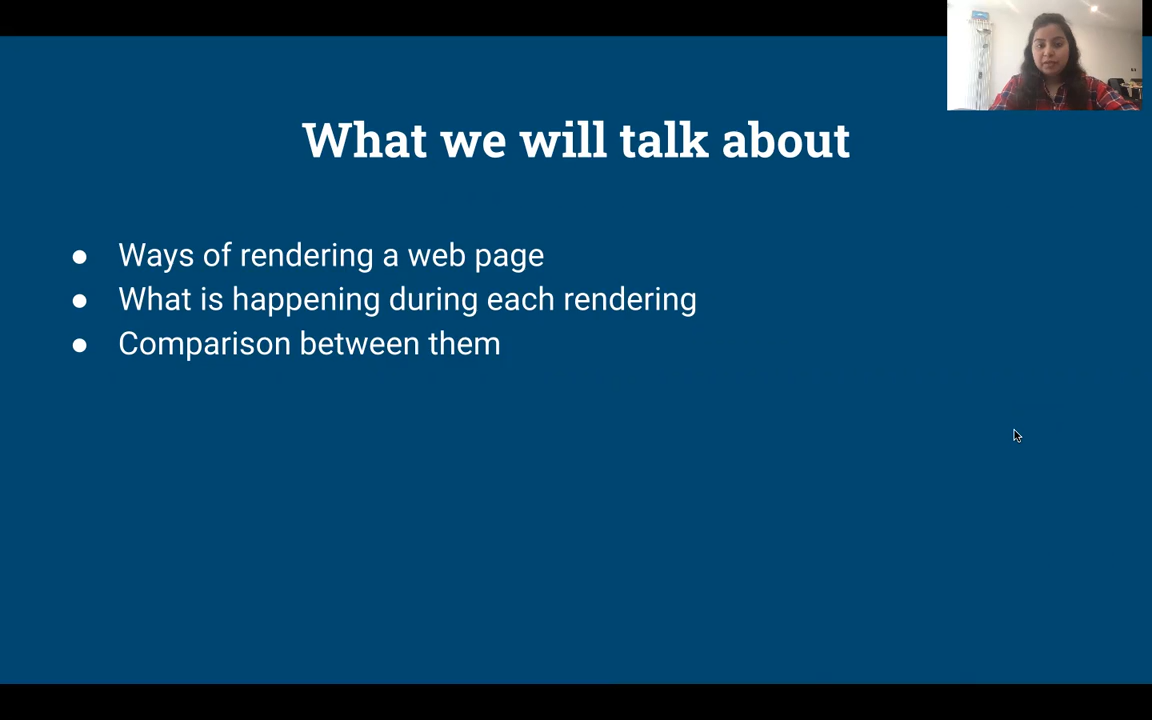 What we will talk about
● Ways of rendering a web page
● What is happening during each rendering
● Comparison between them